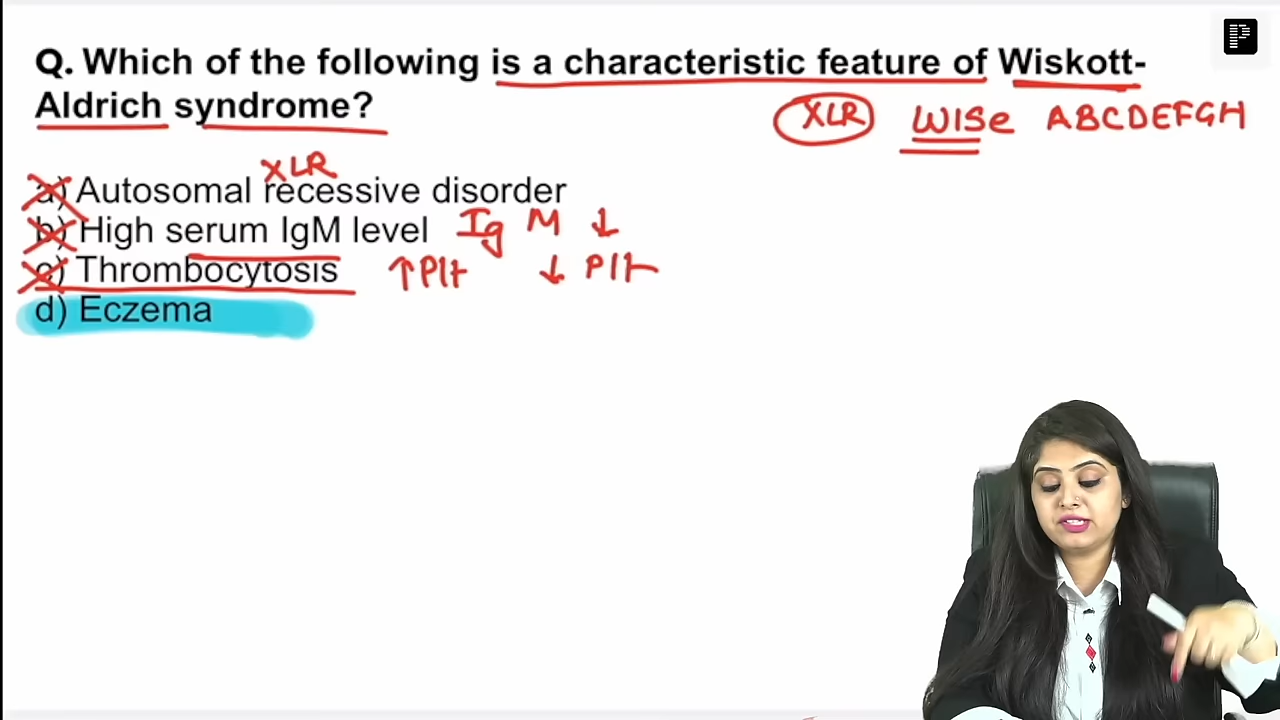 Q. Which of the following is a characteristic feature of Wiskott-
Aldrich syndrome?
XLR WISe ABCDEFGH
XLR
a) Autosomal recessive disorder
b) High serum IgM level Ig M ↓
c) Thrombocytosis ↑Plt ↓ Plt
d) Eczema
P